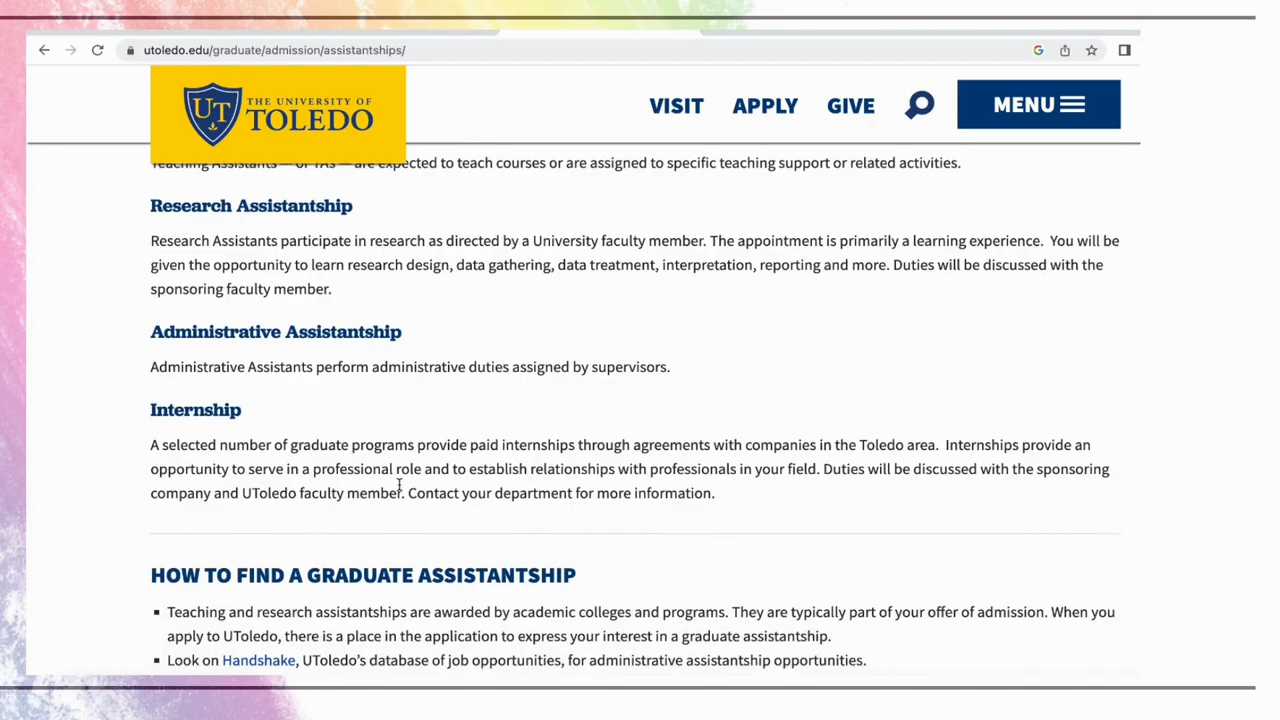 utoledo.edu/graduate/admission/assistantships/
UT
THE UNIVERSITY OF
TOLEDO
VISIT APPLY GIVE MENU
Teaching Assistants — or TAs — are expected to teach courses or are assigned to specific teaching support or related activities.
Research Assistantship
Research Assistants participate in research as directed by a University faculty member. The appointment is primarily a learning experience. You will be
given the opportunity to learn research design, data gathering, data treatment, interpretation, reporting and more. Duties will be discussed with the
sponsoring faculty member.
Administrative Assistantship
Administrative Assistants perform administrative duties assigned by supervisors.
Internship
A selected number of graduate programs provide paid internships through agreements with companies in the Toledo area. Internships provide an
opportunity to serve in a professional role and to establish relationships with professionals in your field. Duties will be discussed with the sponsoring
company and UToledo faculty member. Contact your department for more information.
HOW TO FIND A GRADUATE ASSISTANTSHIP
▪ Teaching and research assistantships are awarded by academic colleges and programs. They are typically part of your offer of admission. When you
apply to UToledo, there is a place in the application to express your interest in a graduate assistantship.
▪ Look on Handshake, UToledo’s database of job opportunities, for administrative assistantship opportunities.